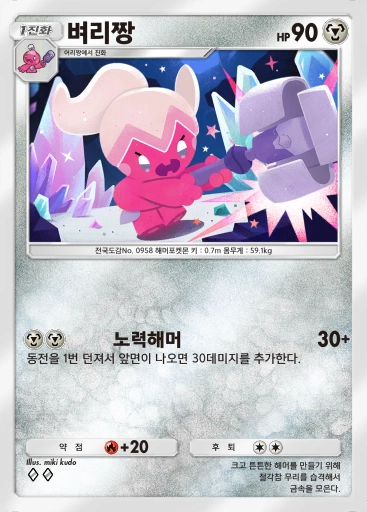 1진화 벼리짱 HP 90
어리짱에서 진화
전국도감No. 0958 해머포켓몬 키 : 0.7m 몸무게 : 59.1kg
노력해머 30+
동전을 1번 던져서 앞면이 나오면 30데미지를 추가한다.
약점 +20 후퇴
Illus. miki kudo
크고 튼튼한 해머를 만들기 위해
절각참 무리를 습격해서
금속을 모은다.